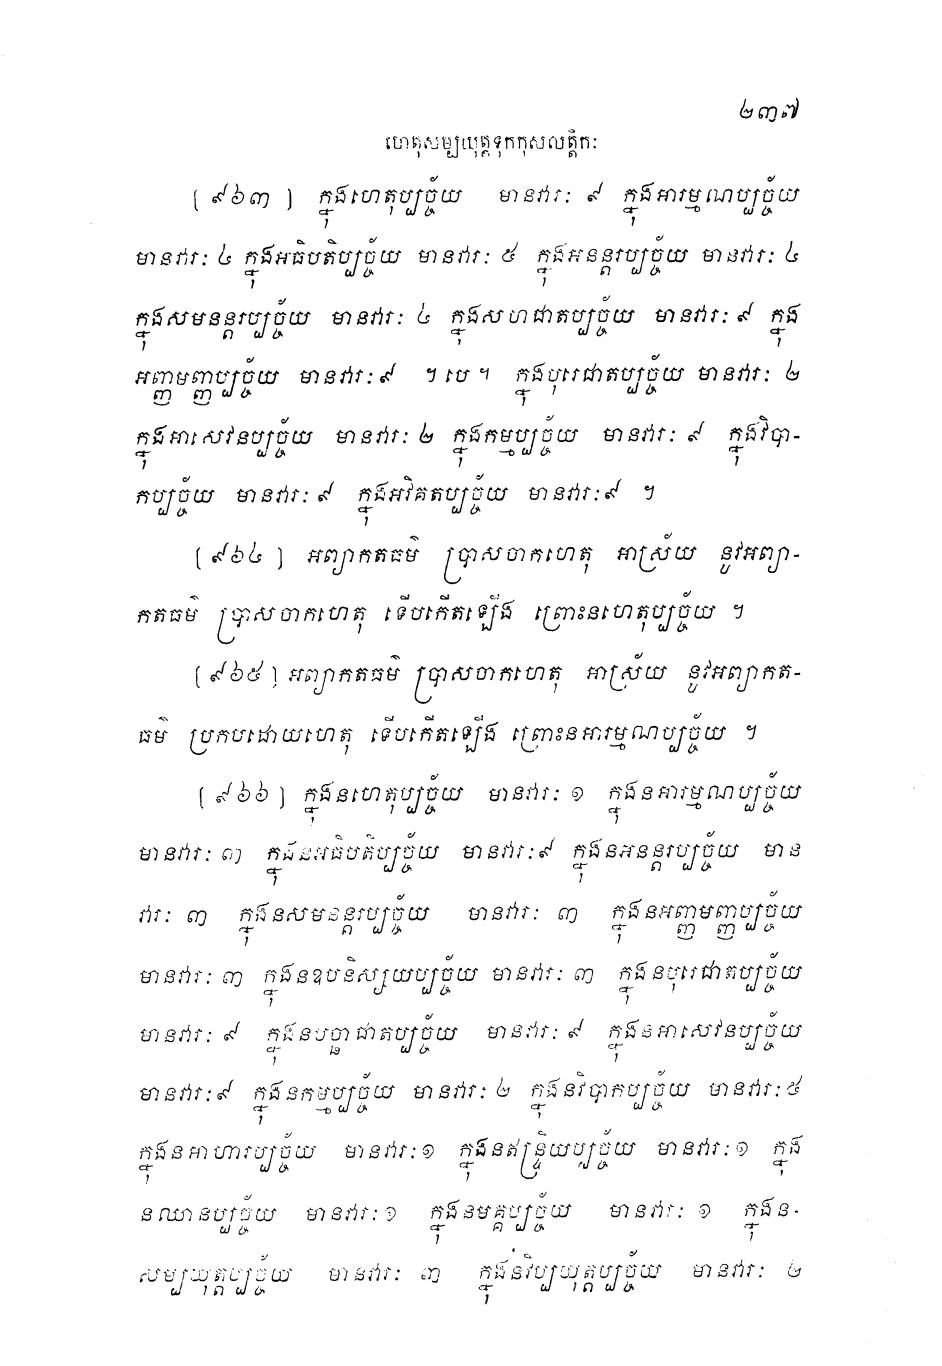 ២៣៧
ហេតុសម្បយុត្តទុកកុសលត្តិកៈ
[៩៦៣] ក្នុងហេតុប្បច្ច័យ មានវារៈ ៩ ក្នុងអារម្មណប្បច្ច័យ
មានវារៈ ៤ ក្នុងអធិបតិប្បច្ច័យ មានវារៈ ៥ ក្នុងអនន្តរប្បច្ច័យ មានវារៈ ៤
ក្នុងសមនន្តរប្បច្ច័យ មានវារៈ ៤ ក្នុងសហជាតប្បច្ច័យ មានវារៈ ៩ ក្នុង
អញ្ញមញ្ញប្បច្ច័យ មានវារៈ ៩ ។ បេ ។ ក្នុងបុរេជាតប្បច្ច័យ មានវារៈ ២
ក្នុងអាសេវនប្បច្ច័យ មានវារៈ ២ ក្នុងកម្មប្បច្ច័យ មានវារៈ ៩ ក្នុងវិបា-
កប្បច្ច័យ មានវារៈ ៩ ក្នុងអវិគតប្បច្ច័យ មានវារៈ ៩ ។
[៩៦៤] អព្យាកតធម៌ ប្រាសចាកហេតុ អាស្រ័យ នូវអព្យា-
កតធម៌ ប្រាសចាកហេតុ ទើបកើតឡើង ព្រោះនហេតុប្បច្ច័យ ។
[៩៦៥] អព្យាកតធម៌ ប្រាសចាកហេតុ អាស្រ័យ នូវអព្យាកត-
ធម៌ ប្រកបដោយហេតុ ទើបកើតឡើង ព្រោះនអារម្មណប្បច្ច័យ ។
[៩៦៦] ក្នុងនហេតុប្បច្ច័យ មានវារៈ ១ ក្នុងនអារម្មណប្បច្ច័យ
មានវារៈ ៣ ក្នុងនអធិបតិប្បច្ច័យ មានវារៈ ៩ ក្នុងនអនន្តរប្បច្ច័យ មាន
វារៈ ៣ ក្នុងនសមនន្តរប្បច្ច័យ មានវារៈ ៣ ក្នុងនអញ្ញមញ្ញប្បច្ច័យ
មានវារៈ ៣ ក្នុងនឧបនិស្សយប្បច្ច័យ មានវារៈ ៣ ក្នុងនបុរេជាតប្បច្ច័យ
មានវារៈ ៩ ក្នុងនបច្ឆាជាតប្បច្ច័យ មានវារៈ ៩ ក្នុងនអាសេវនប្បច្ច័យ
មានវារៈ ៩ ក្នុងនកម្មប្បច្ច័យ មានវារៈ ២ ក្នុងនវិបាកប្បច្ច័យ មានវារៈ ៥
ក្នុងនអាហារប្បច្ច័យ មានវារៈ ១ ក្នុងនឥន្ទ្រិយប្បច្ច័យ មានវារៈ ១ ក្នុង
នឈានប្បច្ច័យ មានវារៈ ១ ក្នុងនមគ្គប្បច្ច័យ មានវារៈ ១ ក្នុងន-
សម្បយុត្តប្បច្ច័យ មានវារៈ ៣ ក្នុងនវិប្បយុត្តប្បច្ច័យ មានវារៈ ២